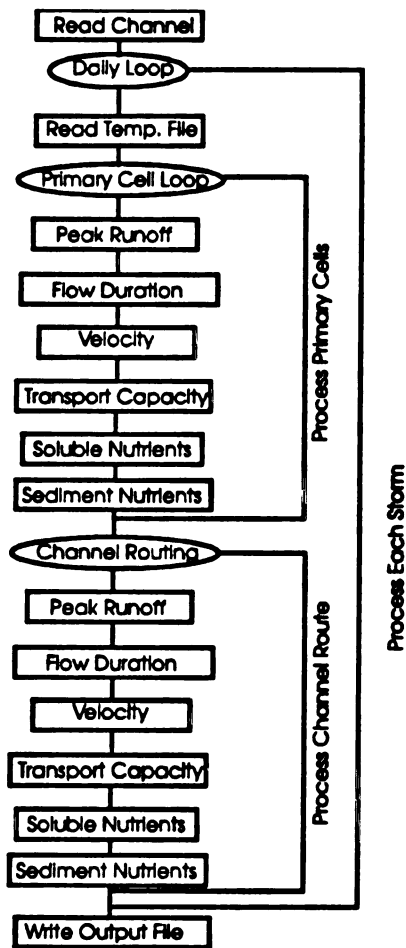 Read Channel
Daily Loop
Read Temp. File
Primary Cell Loop
Peak Runoff
Flow Duration
Velocity
Transport Capacity
Soluble Nutrients
Sediment Nutrients
Process Primary Cells
Channel Routing
Peak Runoff
Flow Duration
Velocity
Transport Capacity
Soluble Nutrients
Sediment Nutrients
Process Channel Route
Process Each Storm
Write Output File